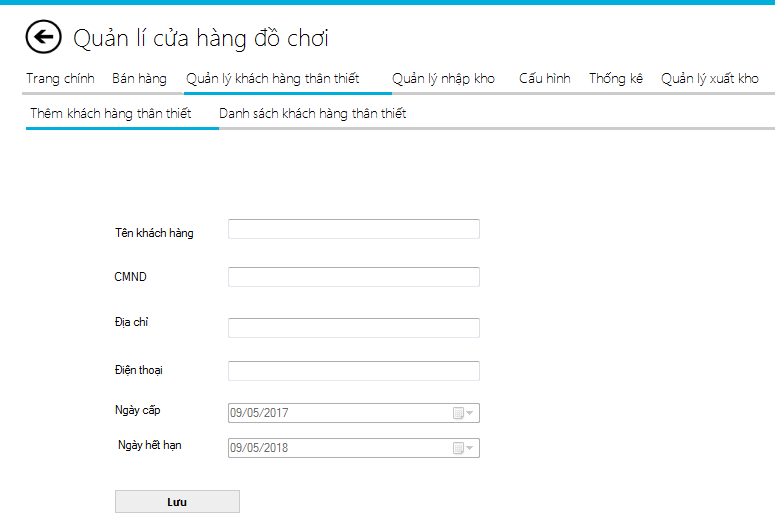 Quản lí cửa hàng đồ chơi
Trang chính Bán hàng Quản lý khách hàng thân thiết Quản lý nhập kho Cấu hình Thống kê Quản lý xuất kho
Thêm khách hàng thân thiết Danh sách khách hàng thân thiết
Tên khách hàng
CMND
Địa chỉ
Điện thoại
Ngày cấp 09/05/2017
Ngày hết hạn 09/05/2018
Lưu